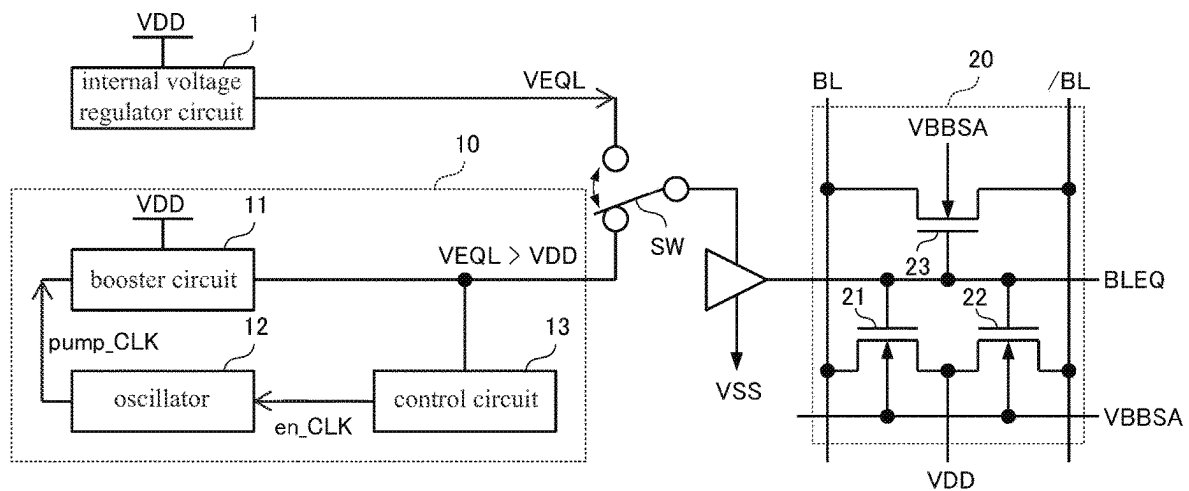 VDD
1
internal voltage
regulator circuit
VEQL
10
VDD
11
booster circuit
VEQL > VDD
SW
pump_CLK
12
oscillator
en_CLK
13
control circuit
VSS
20
BL
/BL
VBBSA
23
BLEQ
21
22
VBBSA
VDD